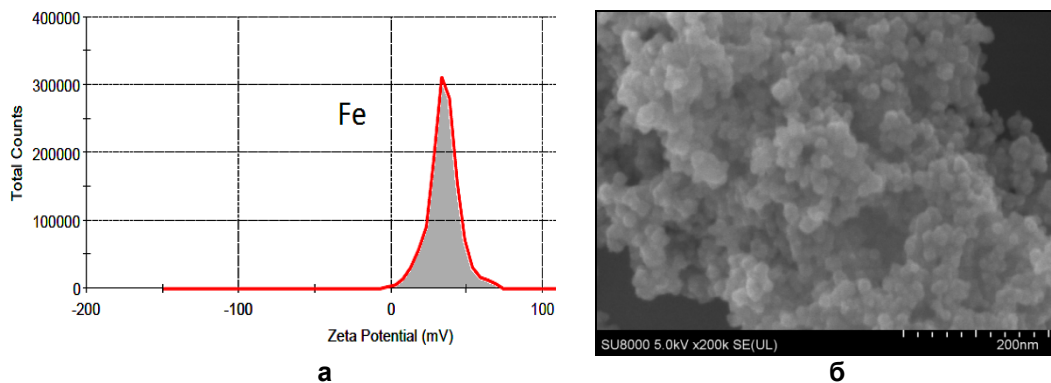 400000
300000
200000
100000
0
Total Counts
Fe
-200
-100
0
100
Zeta Potential (mV)
а
SU8000 5.0kV x200k SE(UL)
200nm
б